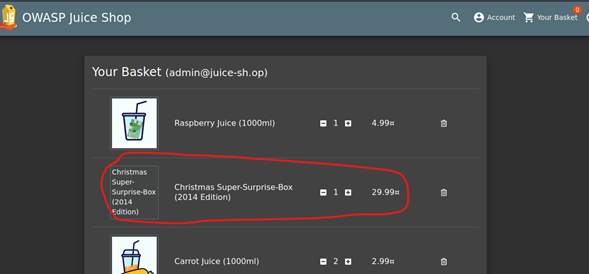 OWASP Juice Shop
Account
Your Basket
0
Your Basket (admin@juice-sh.op)
Raspberry Juice (1000ml)
1
4.99¤
Christmas
Super-
Surprise-Box
(2014
Edition)
Christmas Super-Surprise-Box
(2014 Edition)
1
29.99¤
Carrot Juice (1000ml)
2
2.99¤